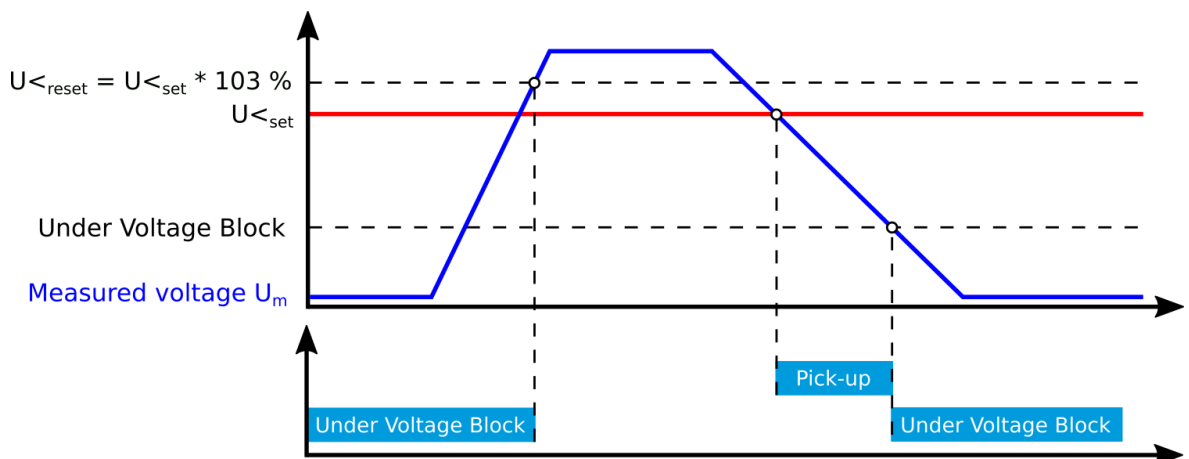 U<reset = U<set * 103 %
U<set
Under Voltage Block
Measured voltage Um
Pick-up
Under Voltage Block
Under Voltage Block